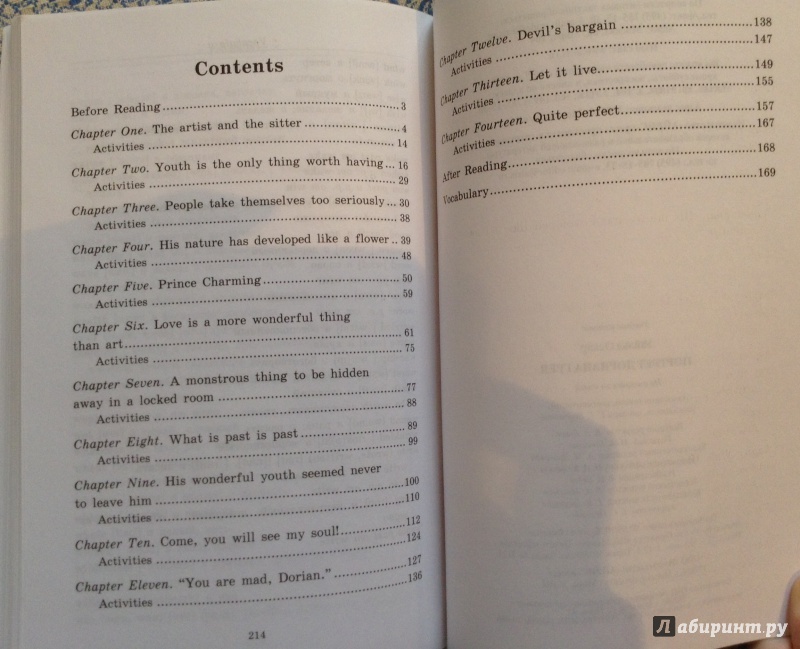 Contents
Before Reading ... 3
Chapter One. The artist and the sitter ... 4
Activities ... 14
Chapter Two. Youth is the only thing worth having ... 16
Activities ... 29
Chapter Three. People take themselves too seriously ... 30
Activities ... 38
Chapter Four. His nature has developed like a flower .. 39
Activities ... 48
Chapter Five. Prince Charming ... 50
Activities ... 59
Chapter Six. Love is a more wonderful thing
than art ... 61
Activities ... 75
Chapter Seven. A monstrous thing to be hidden
away in a locked room ... 77
Activities ... 88
Chapter Eight. What is past is past ... 89
Activities ... 99
Chapter Nine. His wonderful youth seemed never
to leave him ... 100
Activities ... 110
Chapter Ten. Come, you will see my soul! ... 112
Activities ... 124
Chapter Eleven. “You are mad, Dorian.” ... 127
Activities ... 136
214
Chapter Twelve. Devil's bargain ... 138
Activities ... 147
Chapter Thirteen. Let it live ... 149
Activities ... 155
Chapter Fourteen. Quite perfect ... 157
Activities ... 167
After Reading ... 168
Vocabulary ... 169
Лабиринт.ру